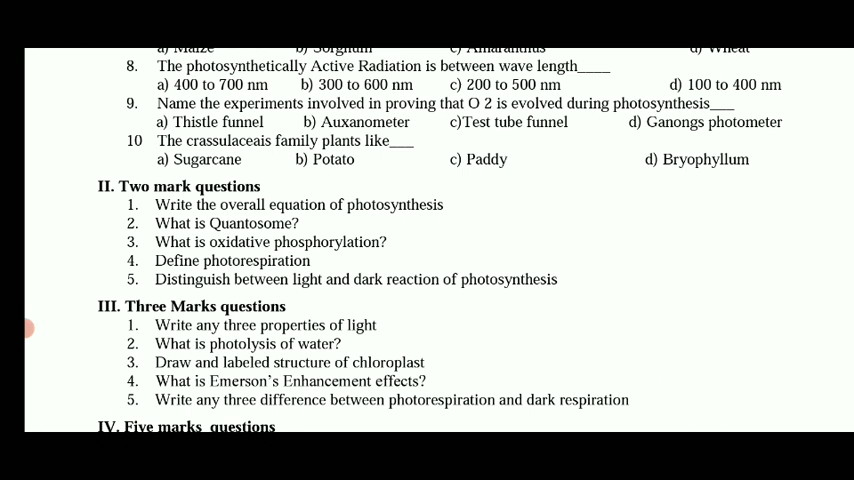 a) Maize b) Sorghum c) Amaranthus d) Wheat
8. The photosynthetically Active Radiation is between wave length____
a) 400 to 700 nm b) 300 to 600 nm c) 200 to 500 nm d) 100 to 400 nm
9. Name the experiments involved in proving that O 2 is evolved during photosynthesis___
a) Thistle funnel b) Auxanometer c)Test tube funnel d) Ganongs photometer
10 The crassulaceais family plants like___
a) Sugarcane b) Potato c) Paddy d) Bryophyllum
II. Two mark questions
1. Write the overall equation of photosynthesis
2. What is Quantosome?
3. What is oxidative phosphorylation?
4. Define photorespiration
5. Distinguish between light and dark reaction of photosynthesis
III. Three Marks questions
1. Write any three properties of light
2. What is photolysis of water?
3. Draw and labeled structure of chloroplast
4. What is Emerson’s Enhancement effects?
5. Write any three difference between photorespiration and dark respiration
IV. Five marks questions